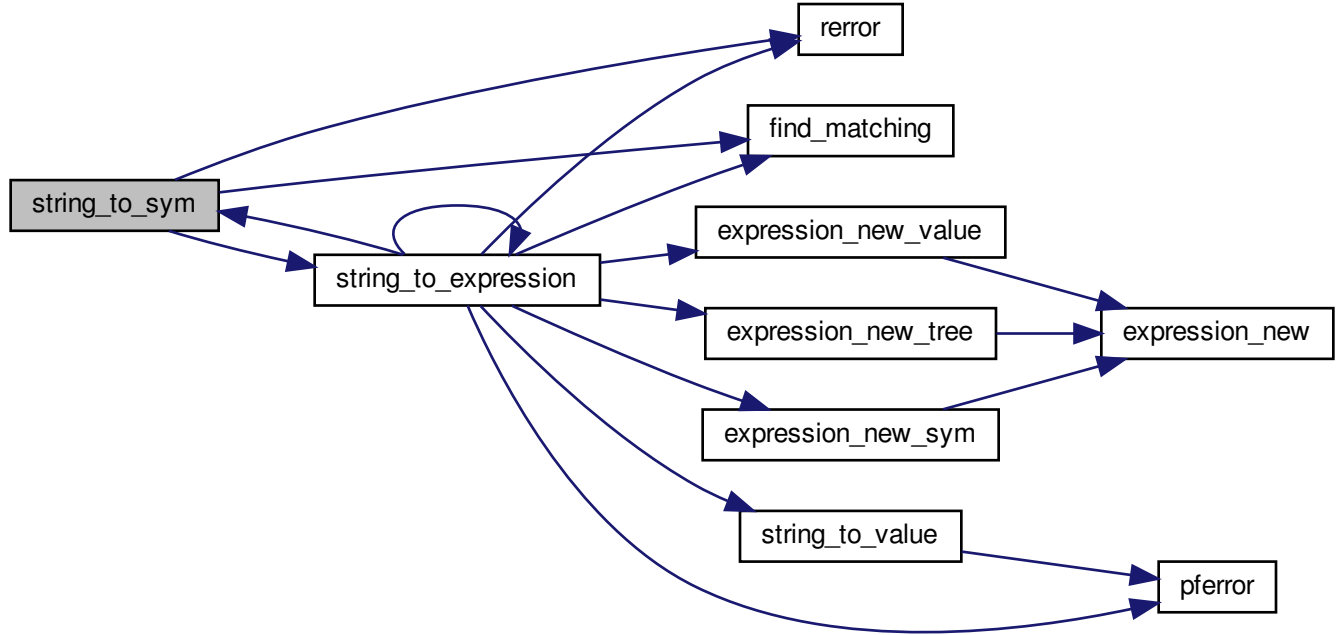 rerror
find_matching
string_to_sym
expression_new_value
string_to_expression
expression_new_tree
expression_new
expression_new_sym
string_to_value
pferror